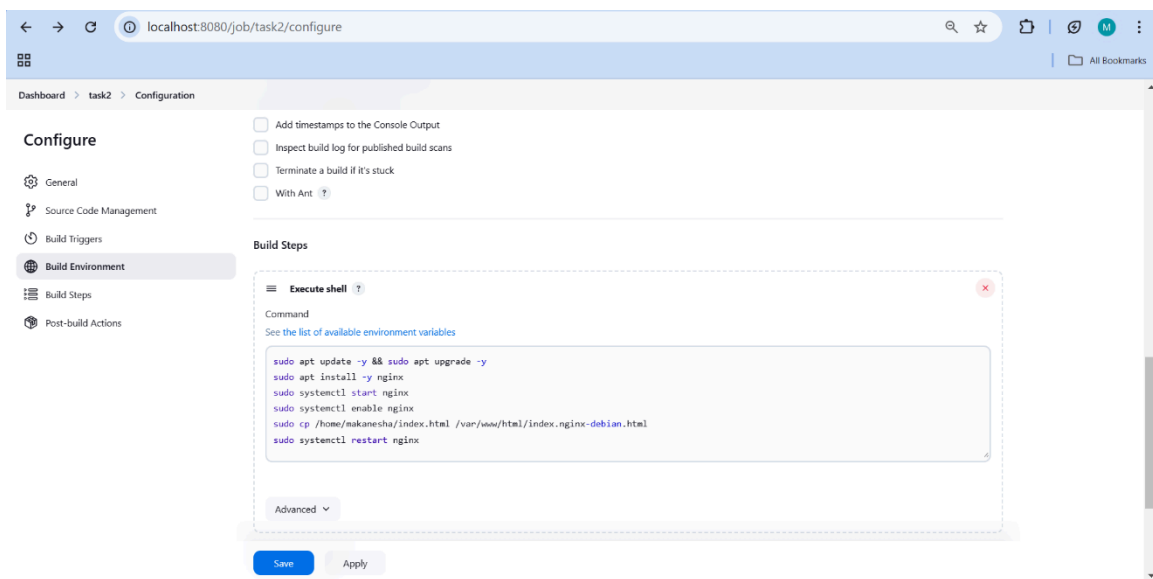 localhost:8080/job/task2/configure
M
All Bookmarks
Dashboard > task2 > Configuration
Configure
General
Source Code Management
Build Triggers
Build Environment
Build Steps
Post-build Actions
Add timestamps to the Console Output
Inspect build log for published build scans
Terminate a build if it's stuck
With Ant ?
Build Steps
Execute shell ?
Command
See the list of available environment variables
sudo apt update -y && sudo apt upgrade -y
sudo apt install -y nginx
sudo systemctl start nginx
sudo systemctl enable nginx
sudo cp /home/makanesha/index.html /var/www/html/index.nginx-debian.html
sudo systemctl restart nginx
Advanced
Save Apply